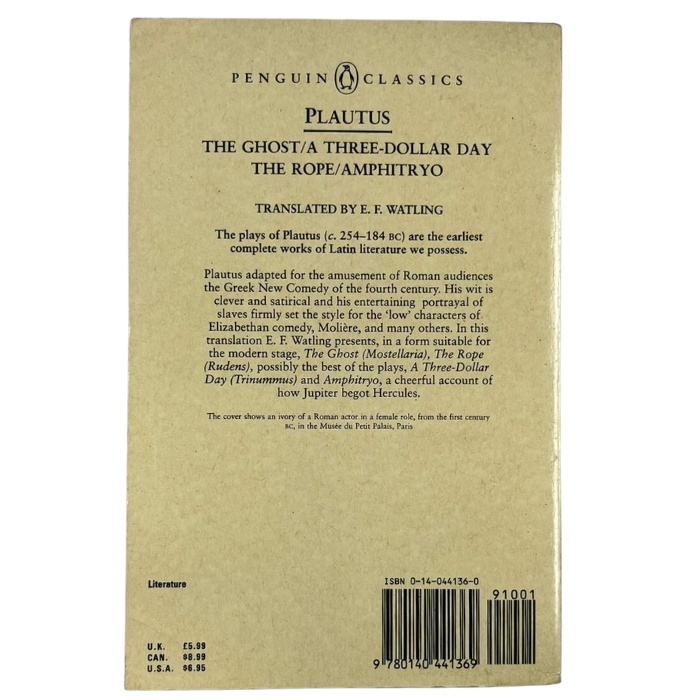 PENGUIN CLASSICS
PLAUTUS
THE GHOST/A THREE-DOLLAR DAY
THE ROPE/AMPHITRYO
TRANSLATED BY E. F. WATLING
The plays of Plautus (c. 254–184 BC) are the earliest
complete works of Latin literature we possess.
Plautus adapted for the amusement of Roman audiences
the Greek New Comedy of the fourth century. His wit is
clever and satirical and his entertaining portrayal of
slaves firmly set the style for the 'low' characters of
Elizabethan comedy, Molière, and many others. In this
translation E. F. Watling presents, in a form suitable for
the modern stage, The Ghost (Mostellaria), The Rope
(Rudens), possibly the best of the plays, A Three-Dollar
Day (Trinummus) and Amphitryo, a cheerful account of
how Jupiter begot Hercules.
The cover shows an ivory of a Roman actor in a female role, from the first century
BC, in the Musée du Petit Palais, Paris
Literature
U.K. £5.99
CAN. $8.99
U.S.A. $6.95
ISBN 0-14-044136-0
91001
9 780140 441369